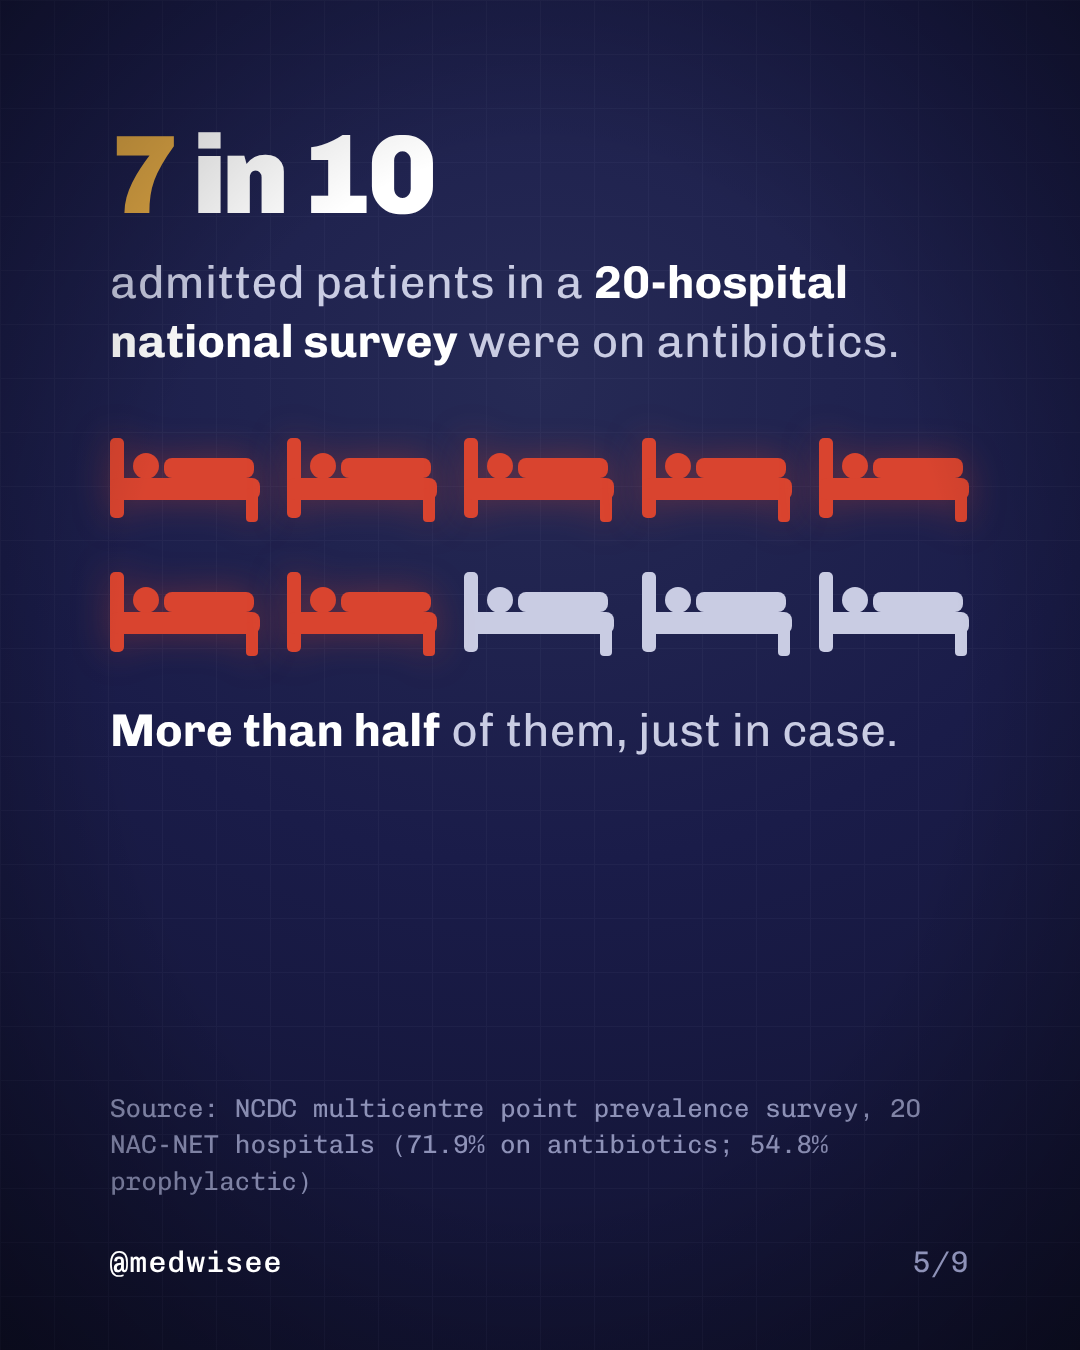 7 in 10
admitted patients in a 20-hospital
national survey were on antibiotics.
More than half of them, just in case.
Source: NCDC multicentre point prevalence survey, 20
NAC-NET hospitals (71.9% on antibiotics; 54.8%
prophylactic)
@medwisee
5/9